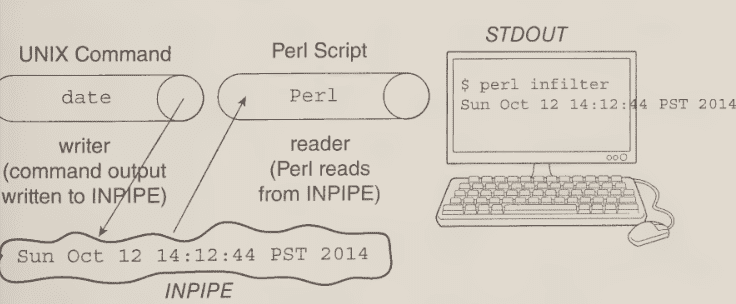 UNIX Command
date
writer
(command output
written to INPIPE)
Perl Script
Perl
reader
(Perl reads
from INPIPE)
STDOUT
$ perl infilter
Sun Oct 12 14:12:44 PST 2014
Sun Oct 12 14:12:44 PST 2014
INPIPE